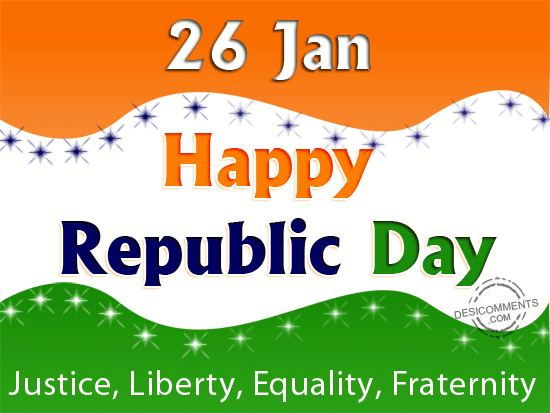 26 Jan
Happy
Republic Day
DESICOMMENTS
.COM
Justice, Liberty, Equality, Fraternity